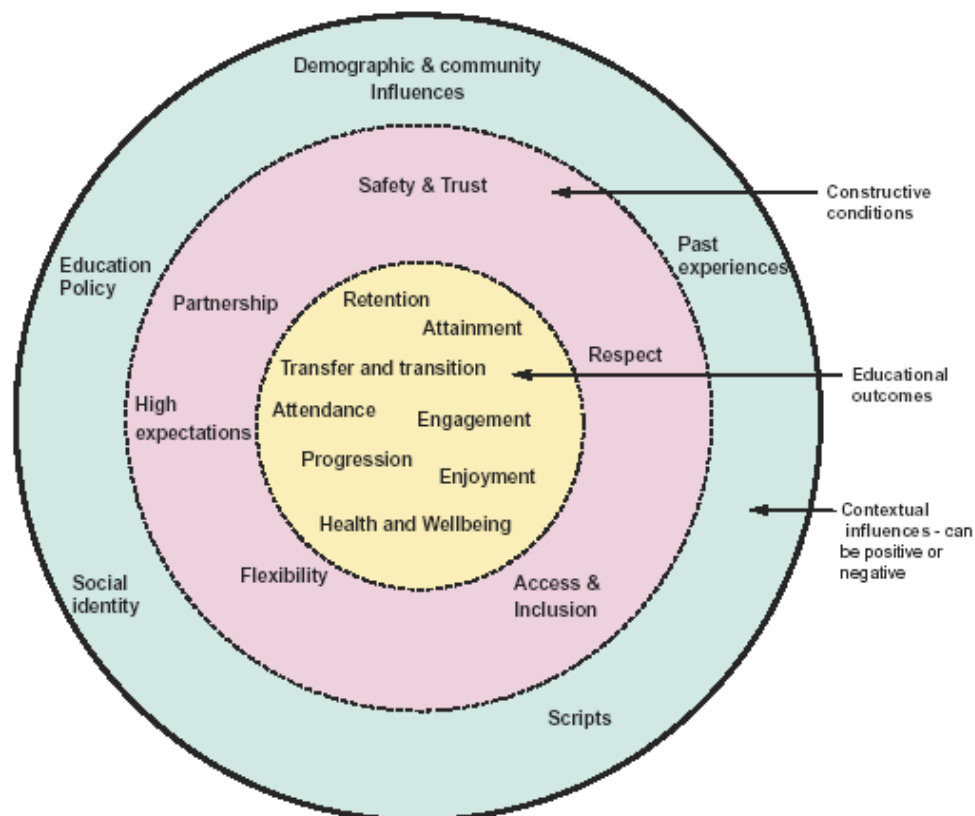 Demographic & community
Influences
Safety & Trust
Constructive
conditions
Past
experiences
Education
Policy
Partnership
Retention
Attainment
Respect
Transfer and transition
Educational
outcomes
High
expectations
Attendance
Engagement
Progression
Enjoyment
Contextual
influences - can
be positive or
negative
Health and Wellbeing
Flexibility
Access &
Inclusion
Social
identity
Scripts